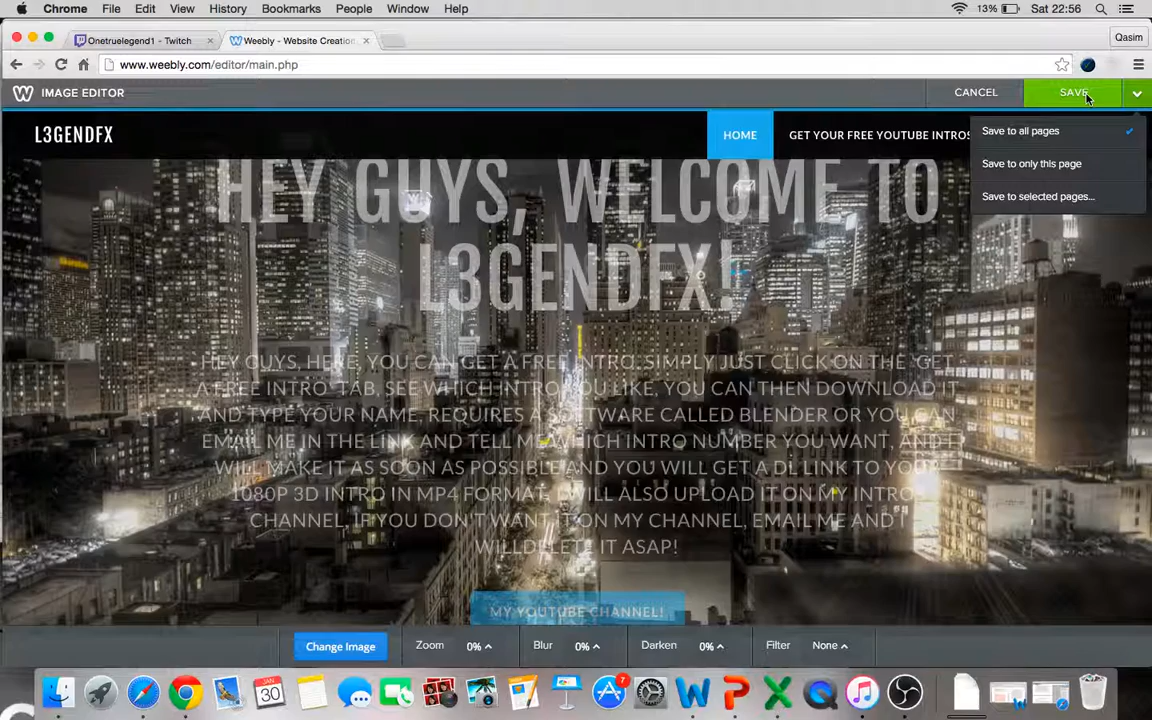 Chrome File Edit View History Bookmarks People Window Help 13% Sat 22:56
Onetruelegend1 - Twitch Weebly - Website Creation Qasim
www.weebly.com/editor/main.php
IMAGE EDITOR CANCEL SAVE
L3GENDFX HOME GET YOUR FREE YOUTUBE INTROS
Save to all pages
Save to only this page
Save to selected pages...
HEY GUYS, WELCOME TO
L3GENDFX!
HEY GUYS, HERE, YOU CAN GET A FREE INTRO. SIMPLY JUST CLICK ON THE 'GET
A FREE INTRO' TAB, SEE WHICH INTRO YOU LIKE, YOU CAN THEN DOWNLOAD IT
AND TYPE YOUR NAME, REQUIRES A SOFTWARE CALLED BLENDER OR YOU CAN
EMAIL ME IN THE LINK AND TELL ME WHICH INTRO NUMBER YOU WANT, AND I
WILL MAKE IT AS SOON AS POSSIBLE AND YOU WILL GET A DL LINK TO YOUR
1080P 3D INTRO IN MP4 FORMAT. I WILL ALSO UPLOAD IT ON MY INTRO
CHANNEL, IF YOU DON'T WANT IT ON MY CHANNEL, EMAIL ME AND I
WILLDELETE IT ASAP!
MY YOUTUBE CHANNEL!
Change Image Zoom 0% Blur 0% Darken 0% Filter None
JAN 30 7